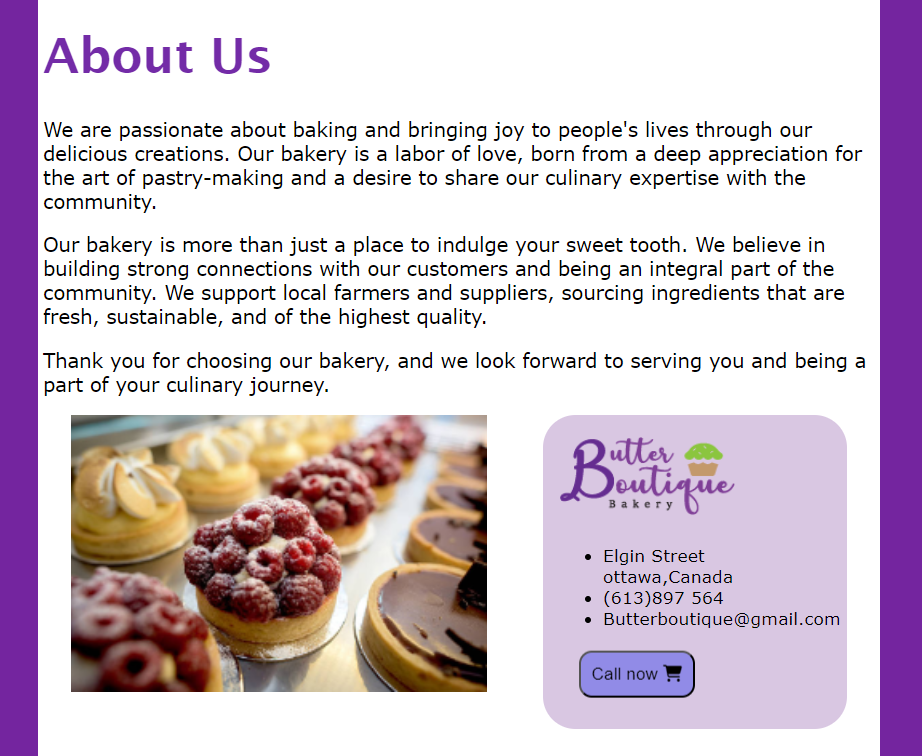 About Us
We are passionate about baking and bringing joy to people's lives through our
delicious creations. Our bakery is a labor of love, born from a deep appreciation for
the art of pastry-making and a desire to share our culinary expertise with the
community.
Our bakery is more than just a place to indulge your sweet tooth. We believe in
building strong connections with our customers and being an integral part of the
community. We support local farmers and suppliers, sourcing ingredients that are
fresh, sustainable, and of the highest quality.
Thank you for choosing our bakery, and we look forward to serving you and being a
part of your culinary journey.
Butter
Boutique
Bakery
Elgin Street
ottawa,Canada
(613)897 564
Butterboutique@gmail.com
Call now